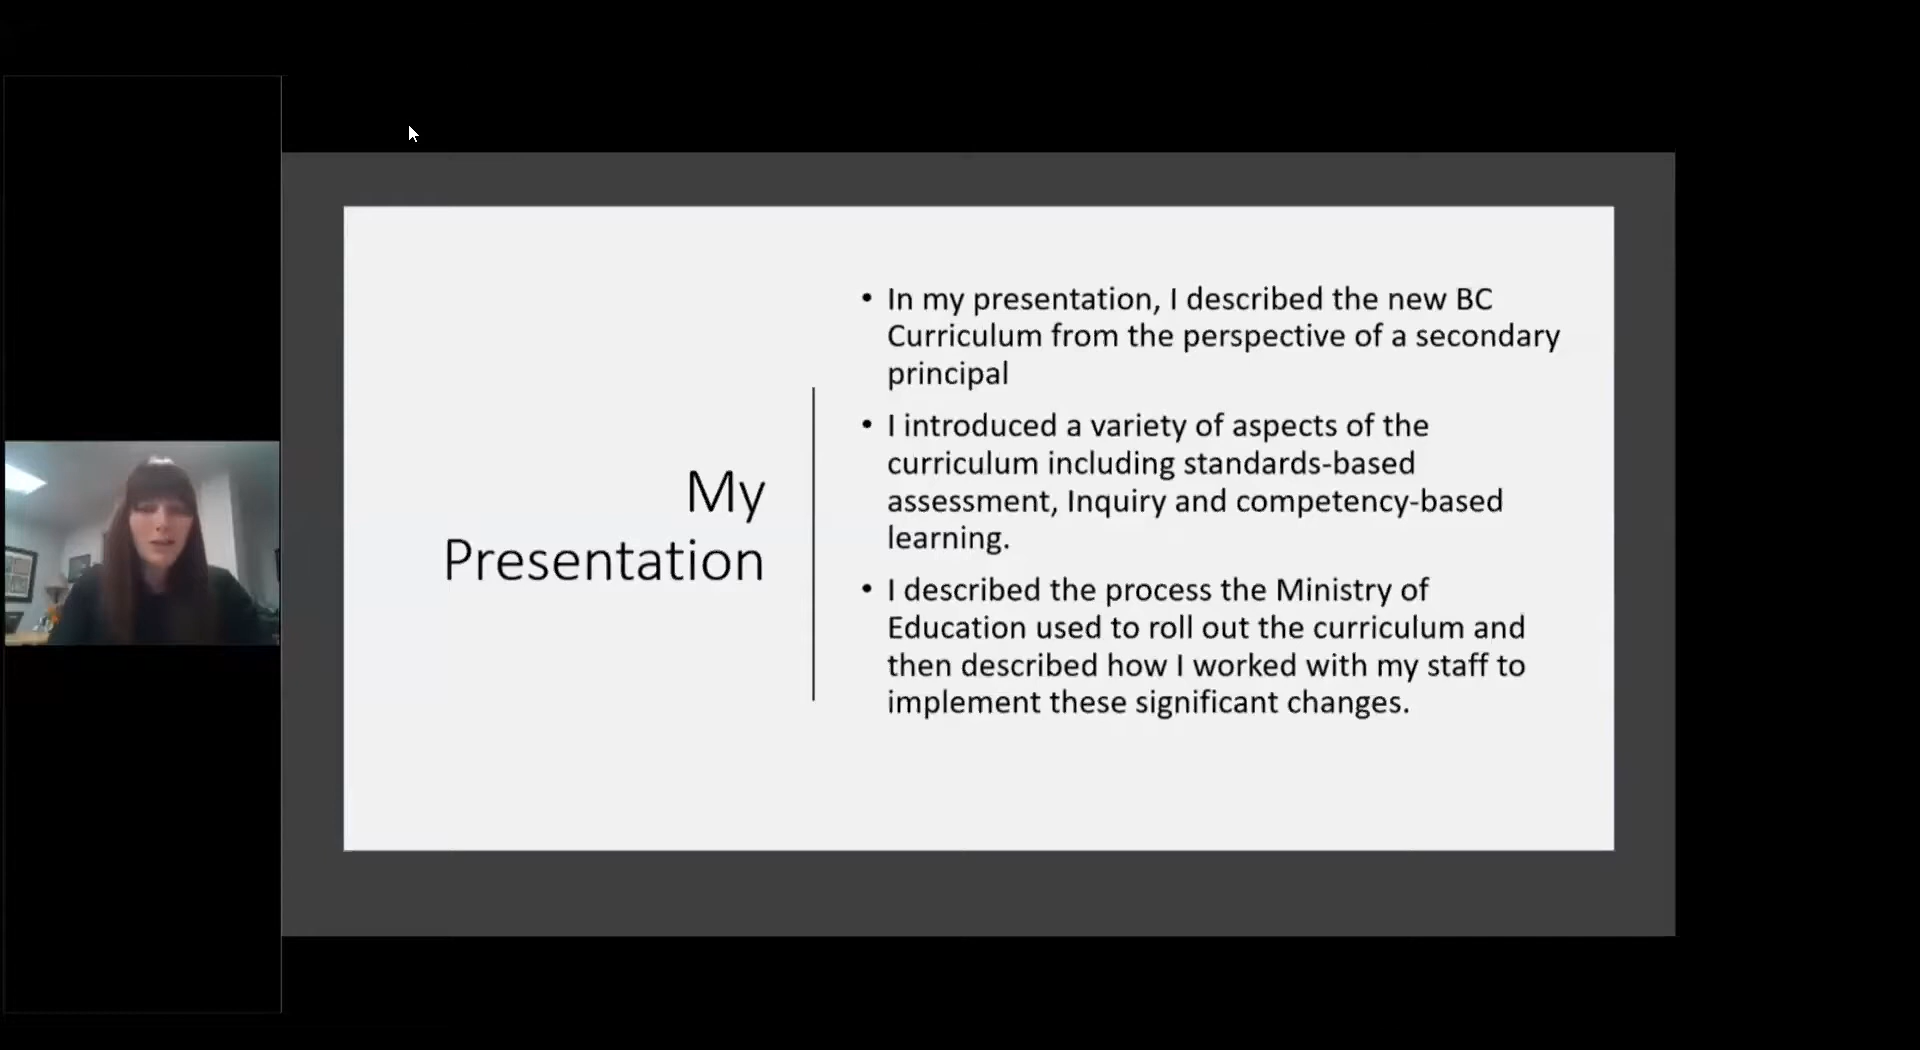 My
Presentation
• In my presentation, I described the new BC
Curriculum from the perspective of a secondary
principal
• I introduced a variety of aspects of the
curriculum including standards-based
assessment, Inquiry and competency-based
learning.
• I described the process the Ministry of
Education used to roll out the curriculum and
then described how I worked with my staff to
implement these significant changes.